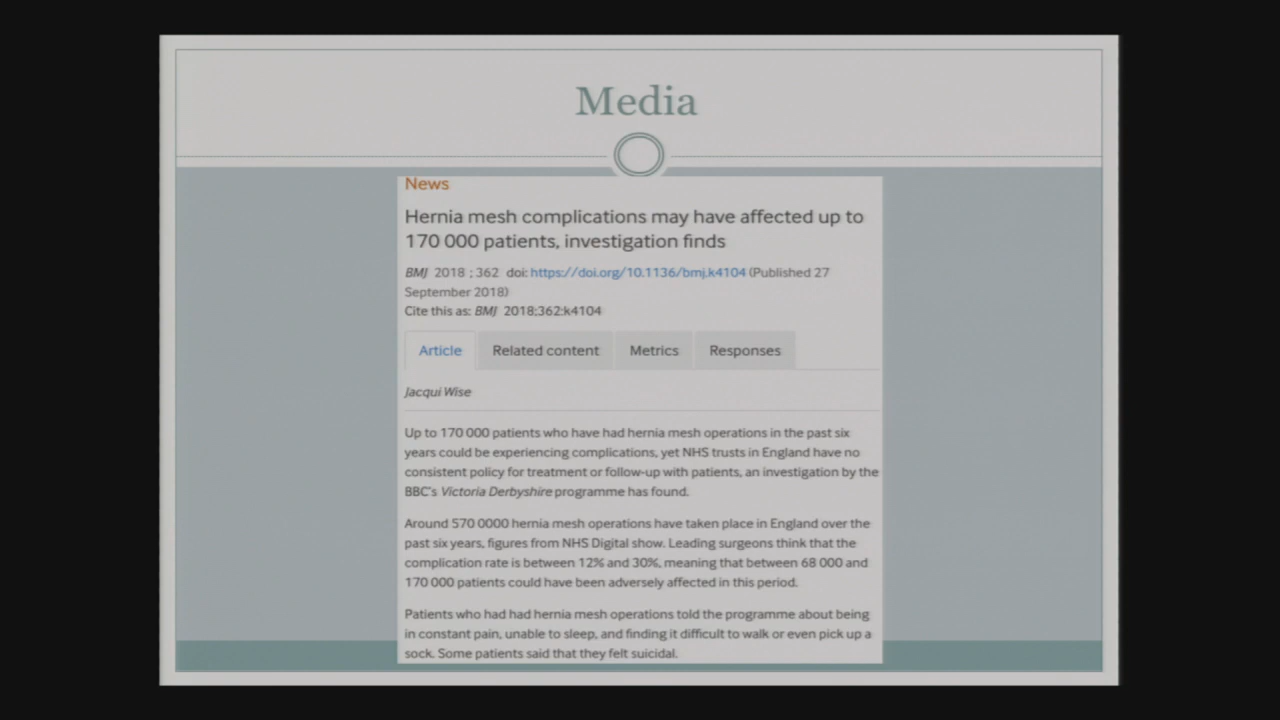 Media
News
Hernia mesh complications may have affected up to
170 000 patients, investigation finds
BMJ 2018 ; 362 doi: https://doi.org/10.1136/bmj.k4104 (Published 27
September 2018)
Cite this as: BMJ 2018;362:k4104
Article Related content Metrics Responses
Jacqui Wise
Up to 170 000 patients who have had hernia mesh operations in the past six
years could be experiencing complications, yet NHS trusts in England have no
consistent policy for treatment or follow-up with patients, an investigation by the
BBC's Victoria Derbyshire programme has found.
Around 570 0000 hernia mesh operations have taken place in England over the
past six years, figures from NHS Digital show. Leading surgeons think that the
complication rate is between 12% and 30%, meaning that between 68 000 and
170 000 patients could have been adversely affected in this period.
Patients who had had hernia mesh operations told the programme about being
in constant pain, unable to sleep, and finding it difficult to walk or even pick up a
sock. Some patients said that they felt suicidal.